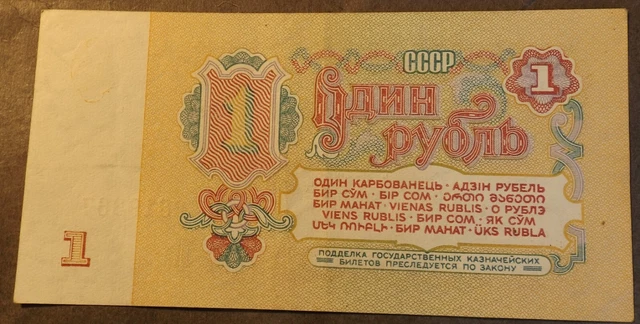 СССР
1
1
Один
рубль
ОДИН КАРБОВАНЕЦЬ · АДЗІН РУБЕЛЬ
БИР СЎМ · БІР СОМ · ᲔᲠᲗᲘ ᲛᲐᲜᲔᲗᲘ
БИР МАНАТ · VIENAS RUBLIS · О РУБЛЭ
VIENS RUBLIS · БИР СОМ · ЯК СЎМ
ՄԵԿ ՌՈՒԲԼԻ · БИР МАНАТ · ÜKS RUBLA
ПОДДЕЛКА ГОСУДАРСТВЕННЫХ КАЗНАЧЕЙСКИХ
БИЛЕТОВ ПРЕСЛЕДУЕТСЯ ПО ЗАКОНУ
1